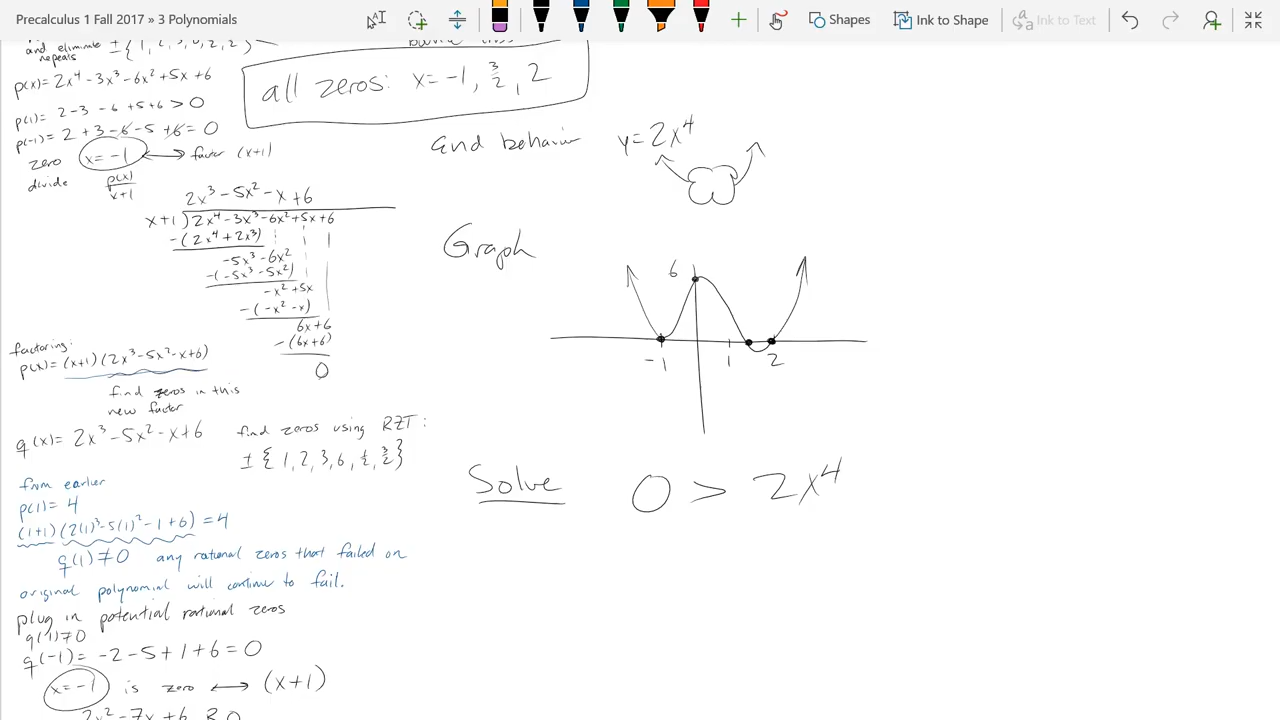 Precalculus 1 Fall 2017 » 3 Polynomials
Shapes
Ink to Shape
Ink to Text
and eliminate ± { 1, 2, 3, 6,
repeats
p(x) = 2x⁴ - 3x³ - 6x² + 5x + 6
p(1) = 2 - 3 - 6 + 5 + 6 > 0
p(-1) = 2 + 3 - 6 - 5 + 6 = 0
zero x = -1 ⟷ factor (x+1)
divide p(x)
x+1
2x³ - 5x² - x + 6
x+1 ) 2x⁴ - 3x³ - 6x² + 5x + 6
-(2x⁴ + 2x³)
-5x³ - 6x²
-(-5x³ - 5x²)
-x² + 5x
-(-x² - x)
6x + 6
-(6x + 6)
0
factoring:
p(x) = (x+1)(2x³ - 5x² - x + 6)
find zeros in this
new factor
q(x) = 2x³ - 5x² - x + 6 find zeros using RZT:
± { 1, 2, 3, 6, ½, 3/2 }
from earlier
p(1) = 4
(1+1)(2(1)³ - 5(1)² - 1 + 6) = 4
q(1) ≠ 0 any rational zeros that failed on
original polynomial will continue to fail.
plug in potential rational zeros
q(1) ≠ 0
q(-1) = -2 - 5 + 1 + 6 = 0
x = -1 is zero ⟷ (x+1)
2x² - 7x + 6 R 0
all zeros: x = -1, 3/2, 2
end behavior y = 2x⁴
Graph
6
-1 1 2
Solve 0 > 2x⁴